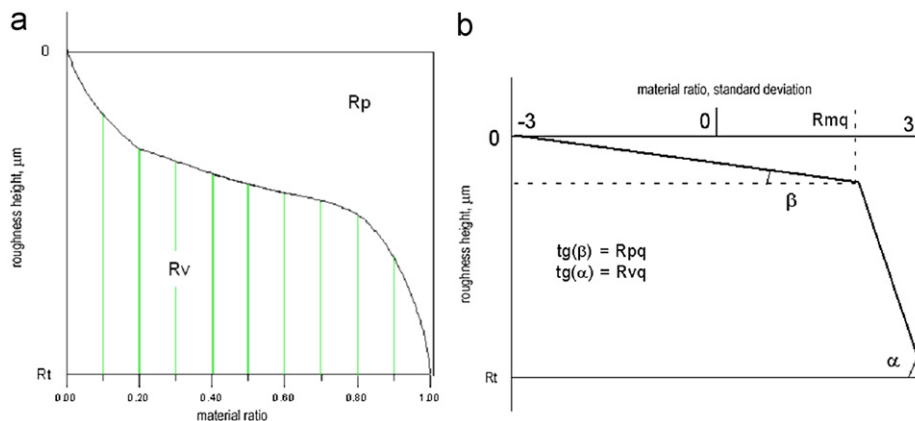 a
0
Rp
Rv
roughness height, µm
Rt
0.00 0.20 0.40 0.60 0.80 1.00
material ratio
b
material ratio, standard deviation
-3 0 Rmq 3
0
β
roughness height, µm
tg(β) = Rpq
tg(α) = Rvq
α
Rt